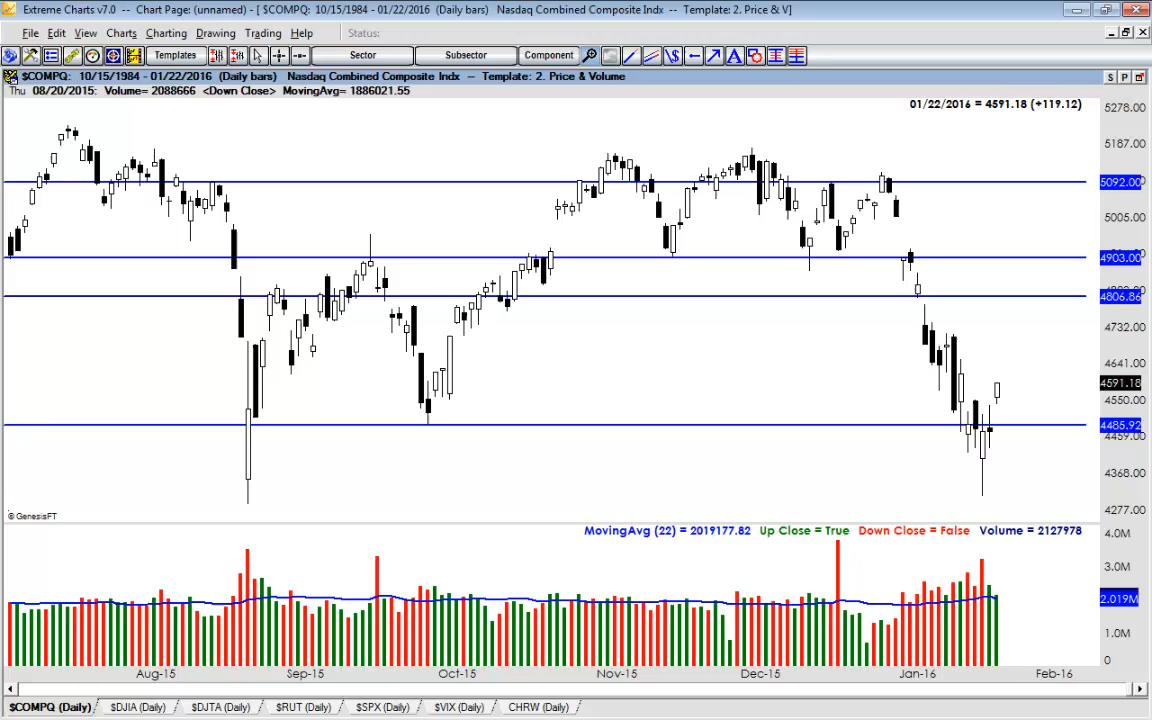 Extreme Charts v7.0 -- Chart Page: (unnamed) - [ $COMPQ: 10/15/1984 - 01/22/2016 (Daily bars) Nasdaq Combined Composite Indx -- Template: 2. Price & V]
File Edit View Charts Charting Drawing Trading Help Status:
Templates Sector Subsector Component A
$COMPQ: 10/15/1984 - 01/22/2016 (Daily bars) Nasdaq Combined Composite Indx -- Template: 2. Price & Volume S P
Thu 08/20/2015: Volume= 2088666 <Down Close> MovingAvg= 1886021.55
01/22/2016 = 4591.18 (+119.12)
5278.00
5187.00
5092.00
5005.00
4903.00
4806.86
4732.00
4641.00
4591.18
4550.00
4485.92
4459.00
4368.00
4277.00
© GenesisFT
MovingAvg (22) = 2019177.82 Up Close = True Down Close = False Volume = 2127978
4.0M
3.0M
2.019M
1.0M
0
Aug-15 Sep-15 Oct-15 Nov-15 Dec-15 Jan-16 Feb-16
$COMPQ (Daily) $DJIA (Daily) $DJTA (Daily) $RUT (Daily) $SPX (Daily) $VIX (Daily) CHRW (Daily)